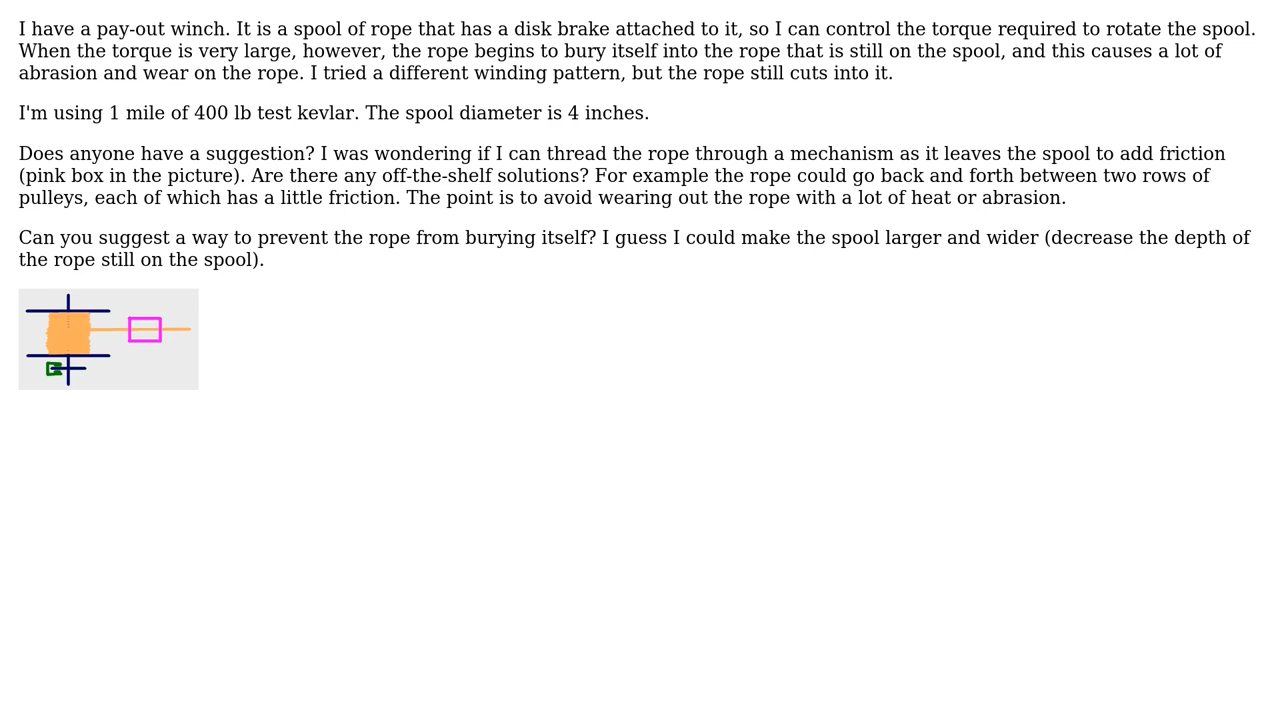 I have a pay-out winch. It is a spool of rope that has a disk brake attached to it, so I can control the torque required to rotate the spool.
When the torque is very large, however, the rope begins to bury itself into the rope that is still on the spool, and this causes a lot of
abrasion and wear on the rope. I tried a different winding pattern, but the rope still cuts into it.
I'm using 1 mile of 400 lb test kevlar. The spool diameter is 4 inches.
Does anyone have a suggestion? I was wondering if I can thread the rope through a mechanism as it leaves the spool to add friction
(pink box in the picture). Are there any off-the-shelf solutions? For example the rope could go back and forth between two rows of
pulleys, each of which has a little friction. The point is to avoid wearing out the rope with a lot of heat or abrasion.
Can you suggest a way to prevent the rope from burying itself? I guess I could make the spool larger and wider (decrease the depth of
the rope still on the spool).